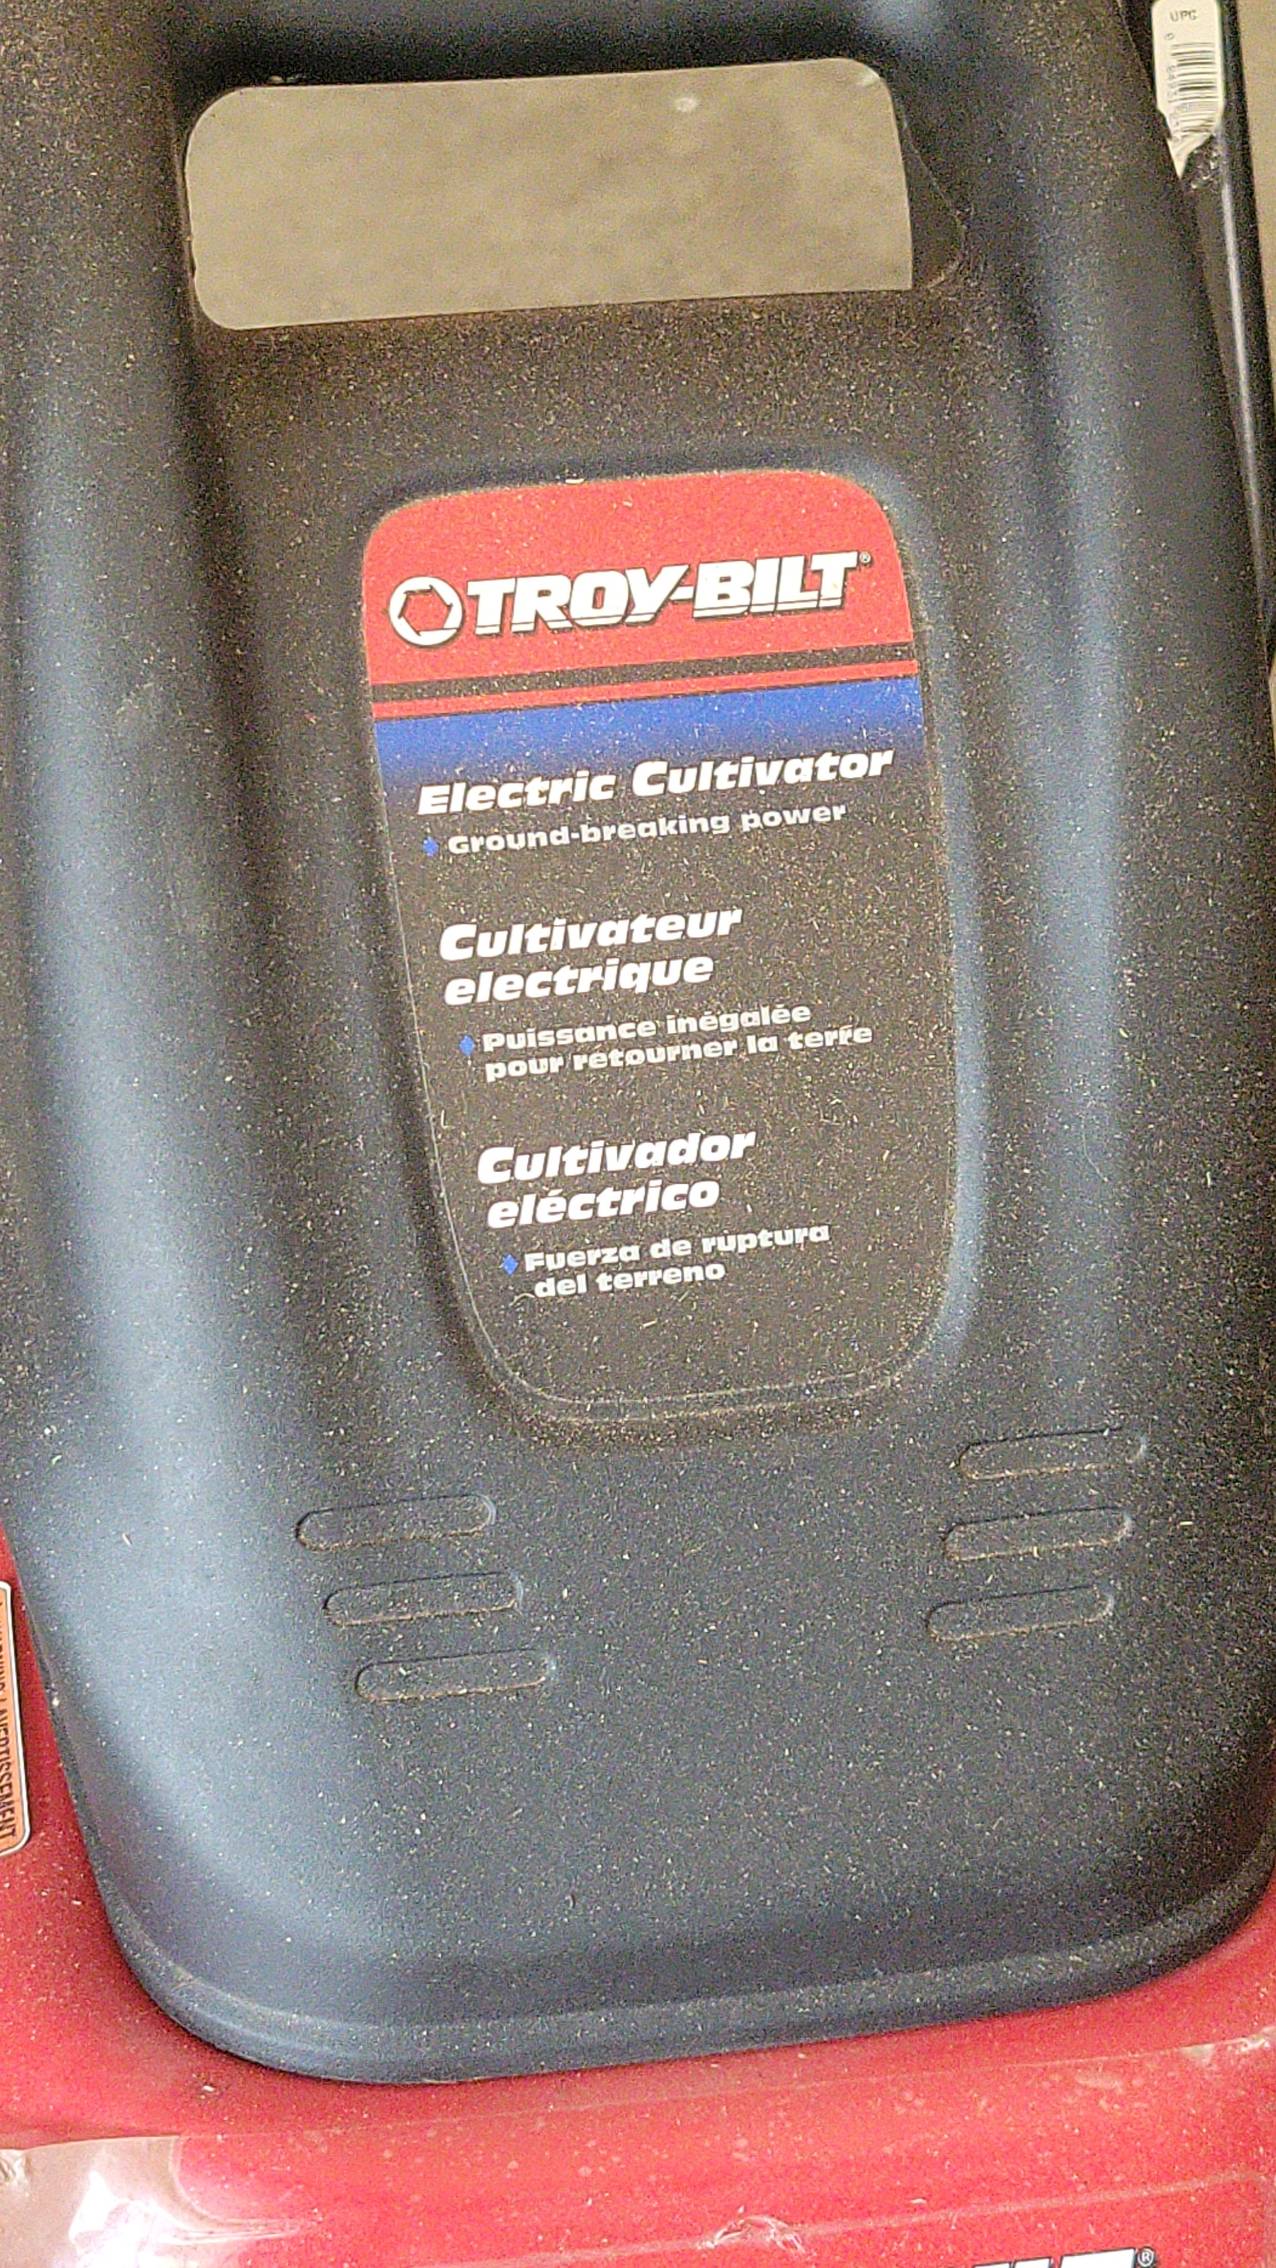 UPC
TROY-BILT®
Electric Cultivator
Ground-breaking power
Cultivateur
electrique
Puissance inégalée
pour retourner la terre
Cultivador
eléctrico
Fuerza de ruptura
del terreno
AVERTISSEMENT
®